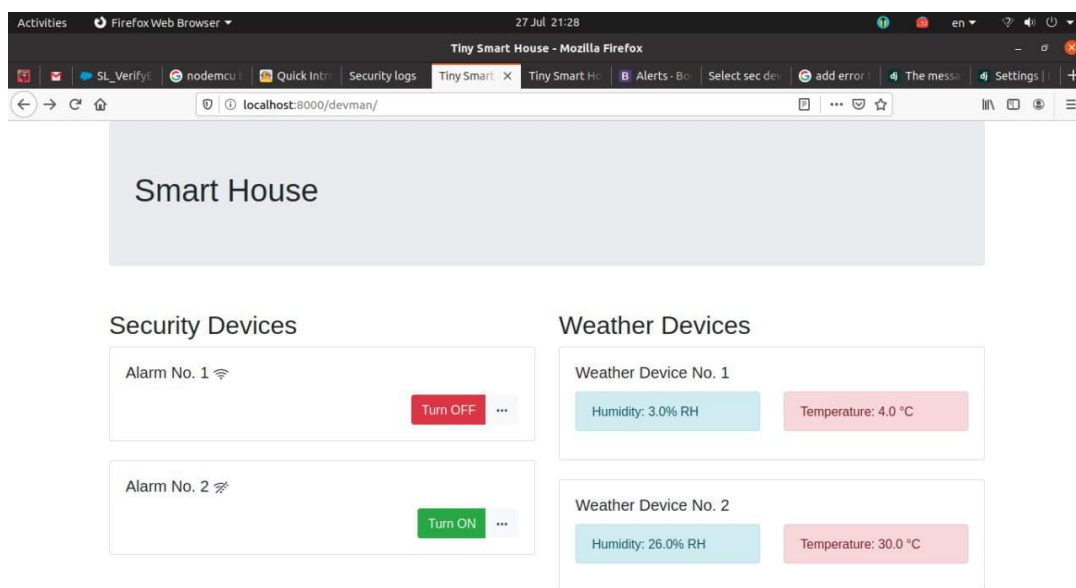 Activities Firefox Web Browser 27 Jul 21:28 en
Tiny Smart House - Mozilla Firefox
SL_VerifyE nodemcu Quick Intr Security logs Tiny Smart Tiny Smart Ho Alerts · Bo Select sec dev add error The messa Settings |
localhost:8000/devman/
Smart House
Security Devices
Alarm No. 1
Turn OFF ...
Alarm No. 2
Turn ON ...
Weather Devices
Weather Device No. 1
Humidity: 3.0% RH Temperature: 4.0 °C
Weather Device No. 2
Humidity: 26.0% RH Temperature: 30.0 °C